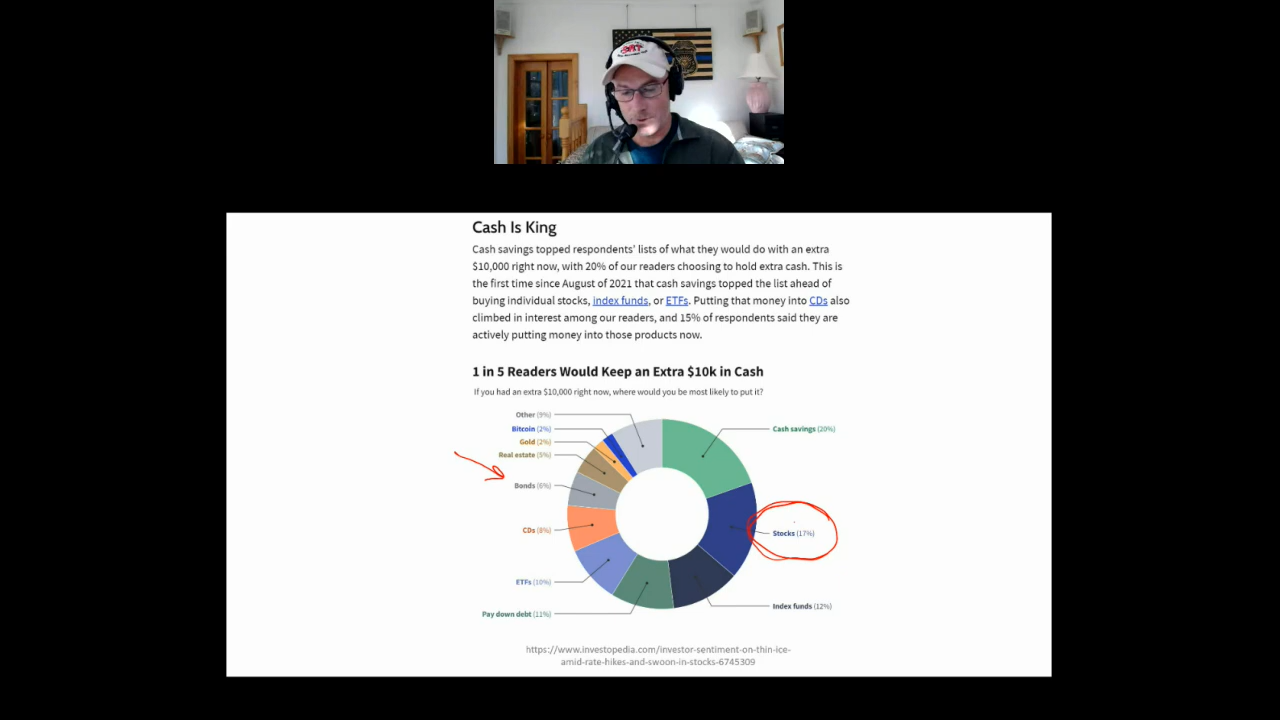 Cash Is King
Cash savings topped respondents' lists of what they would do with an extra
$10,000 right now, with 20% of our readers choosing to hold extra cash. This is
the first time since August of 2021 that cash savings topped the list ahead of
buying individual stocks, index funds, or ETFs. Putting that money into CDs also
climbed in interest among our readers, and 15% of respondents said they are
actively putting money into those products now.
1 in 5 Readers Would Keep an Extra $10k in Cash
If you had an extra $10,000 right now, where would you be most likely to put it?
Other (9%)
Bitcoin (2%)
Gold (2%)
Real estate (5%)
Bonds (6%)
CDs (8%)
ETFs (10%)
Pay down debt (11%)
Cash savings (20%)
Stocks (17%)
Index funds (12%)
https://www.investopedia.com/investor-sentiment-on-thin-ice-
amid-rate-hikes-and-swoon-in-stocks-6745309